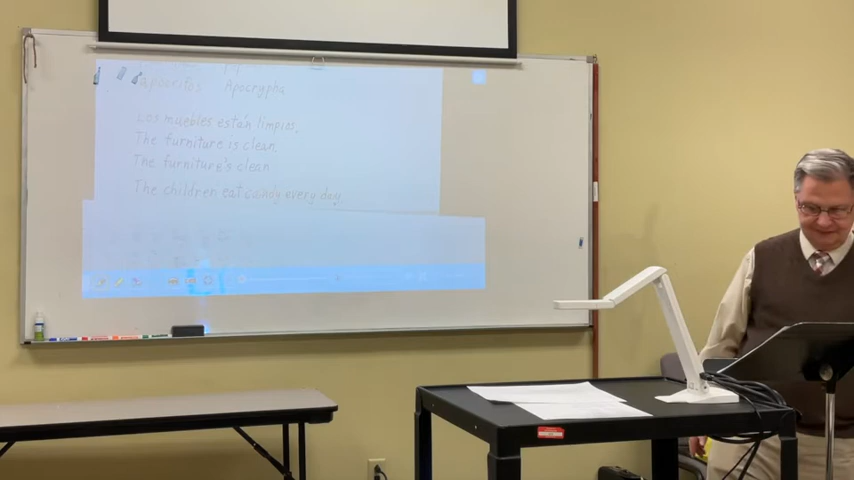 apócrifos Apocrypha
Los muebles están limpios.
The furniture is clean.
The furniture's clean
The children eat candy every day.